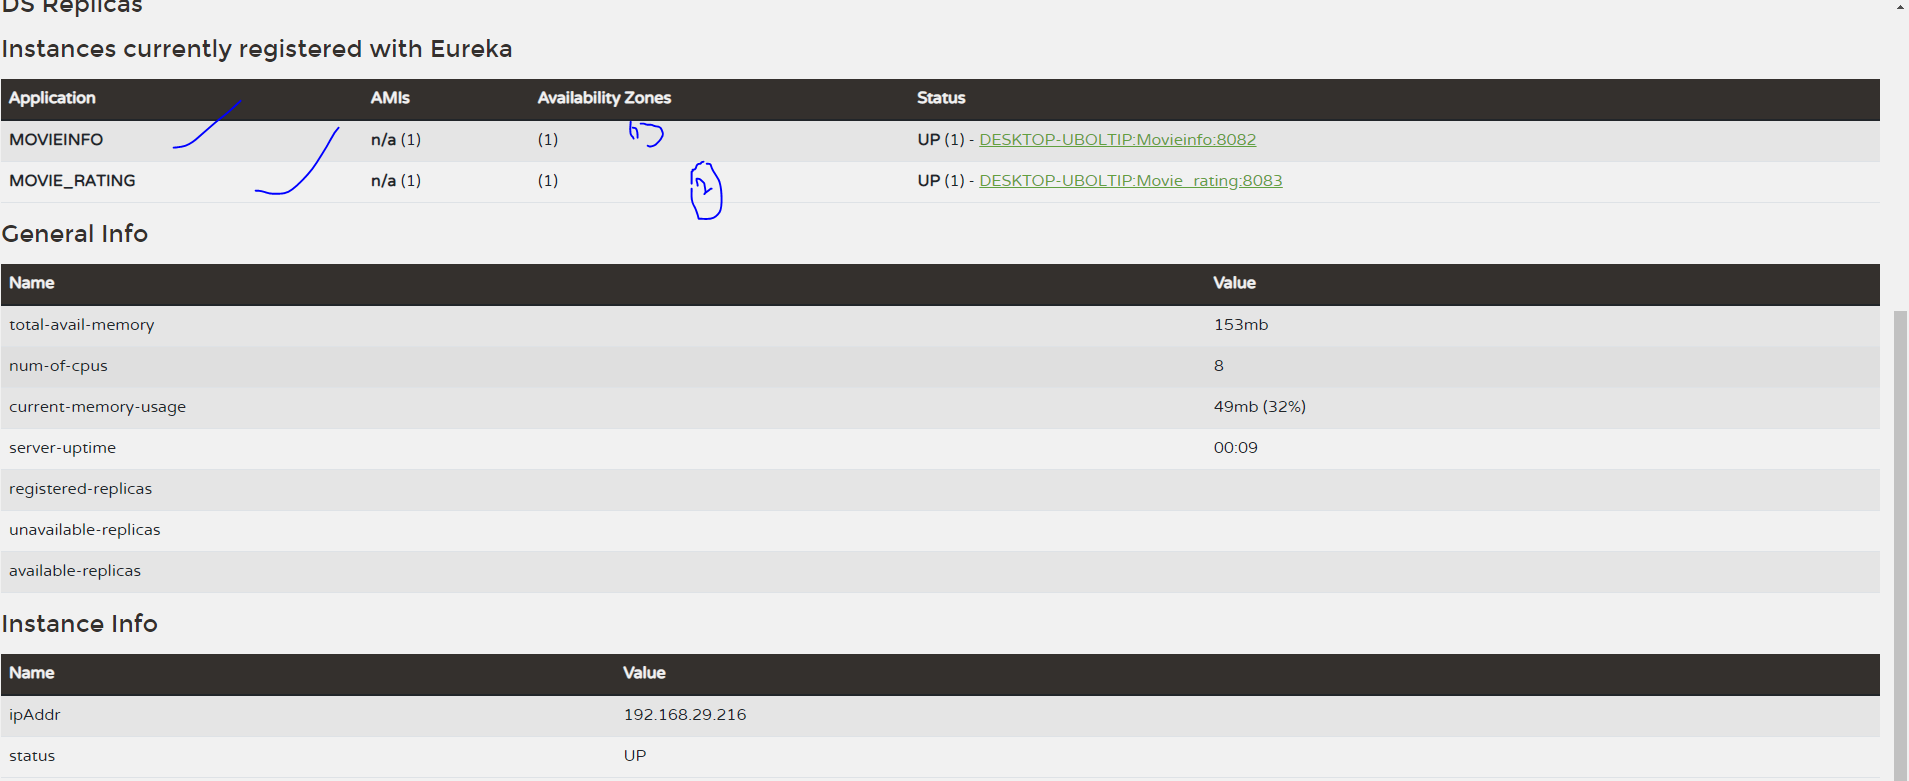 DS Replicas
Instances currently registered with Eureka
Application AMIs Availability Zones Status
MOVIEINFO n/a (1) (1) UP (1) - DESKTOP-UBOLTIP:Movieinfo:8082
MOVIE_RATING n/a (1) (1) 2 UP (1) - DESKTOP-UBOLTIP:Movie_rating:8083
General Info
Name Value
total-avail-memory 153mb
num-of-cpus 8
current-memory-usage 49mb (32%)
server-uptime 00:09
registered-replicas
unavailable-replicas
available-replicas
Instance Info
Name Value
ipAddr 192.168.29.216
status UP